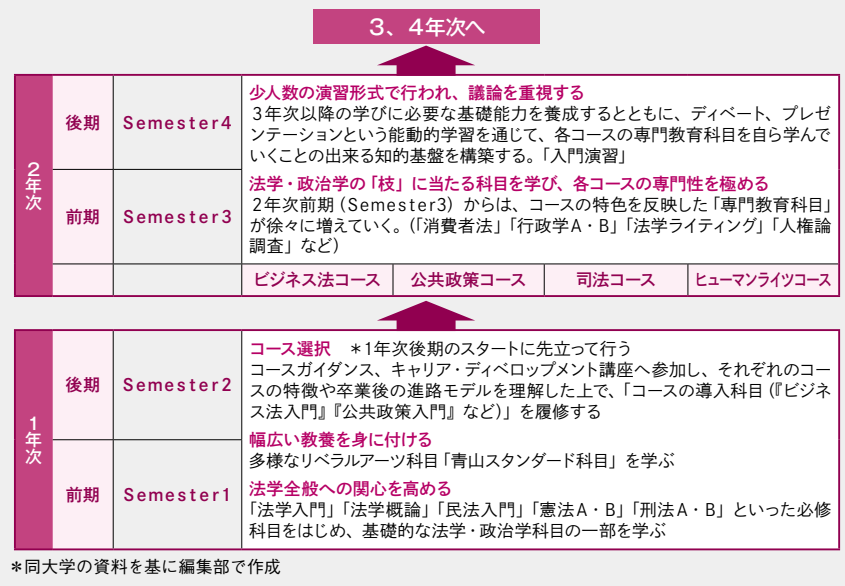 3、4年次へ
2年次
後期
Semester4
少人数の演習形式で行われ、議論を重視する
3年次以降の学びに必要な基礎能力を養成するとともに、ディベート、プレゼ
ンテーションという能動的学習を通じて、各コースの専門教育科目を自ら学んで
いくことの出来る知的基盤を構築する。「入門演習」
前期
Semester3
法学・政治学の「枝」に当たる科目を学び、各コースの専門性を極める
2年次前期(Semester3)からは、コースの特色を反映した「専門教育科目」
が徐々に増えていく。(「消費者法」「行政学A・B」「法学ライティング」「人権論
調査」など)
ビジネス法コース
公共政策コース
司法コース
ヒューマンライツコース
1年次
後期
Semester2
コース選択 *1年次後期のスタートに先立って行う
コースガイダンス、キャリア・ディベロップメント講座へ参加し、それぞれのコー
スの特徴や卒業後の進路モデルを理解した上で、「コースの導入科目(『ビジネ
ス法入門』『公共政策入門』など)」を履修する
幅広い教養を身に付ける
多様なリベラルアーツ科目「青山スタンダード科目」を学ぶ
前期
Semester1
法学全般への関心を高める
「法学入門」「法学概論」「民法入門」「憲法A・B」「刑法A・B」といった必修
科目をはじめ、基礎的な法学・政治学科目の一部を学ぶ
*同大学の資料を基に編集部で作成